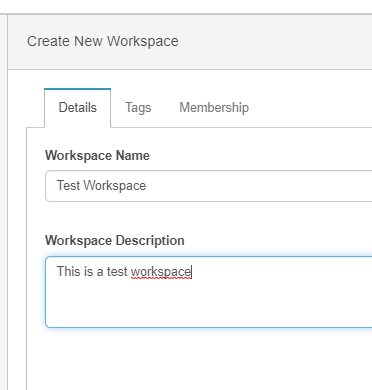 Create New Workspace
Details Tags Membership
Workspace Name
Test Workspace
Workspace Description
This is a test workspace